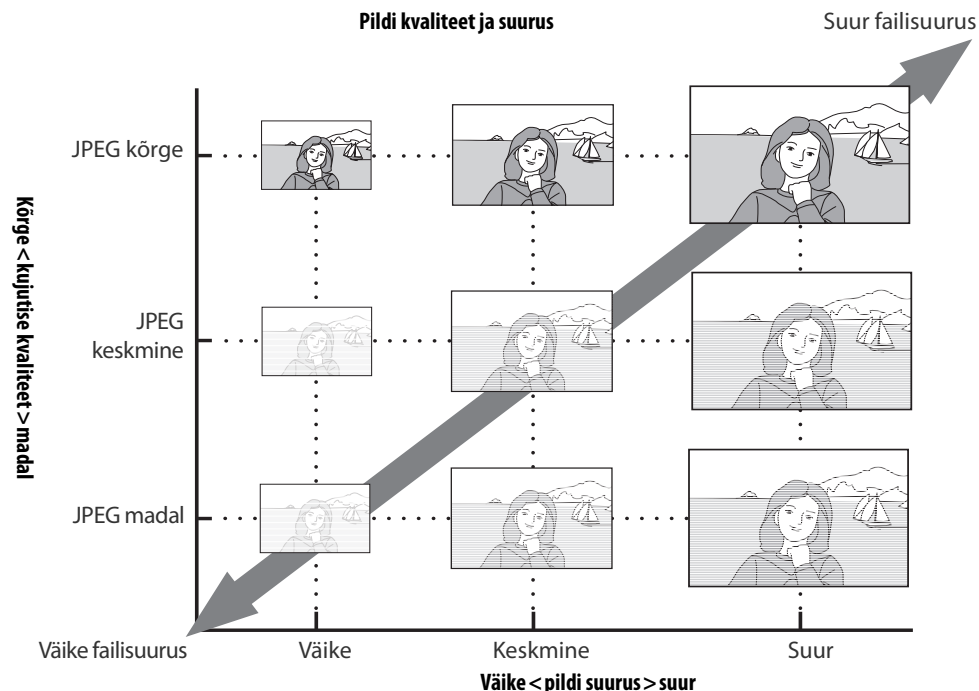 Pildi kvaliteet ja suurus
Suur failisuurus
JPEG kõrge
Kõrge < kujutise kvaliteet > madal
JPEG
keskmine
JPEG madal
Väike failisuurus
Väike
Keskmine
Suur
Väike < pildi suurus > suur